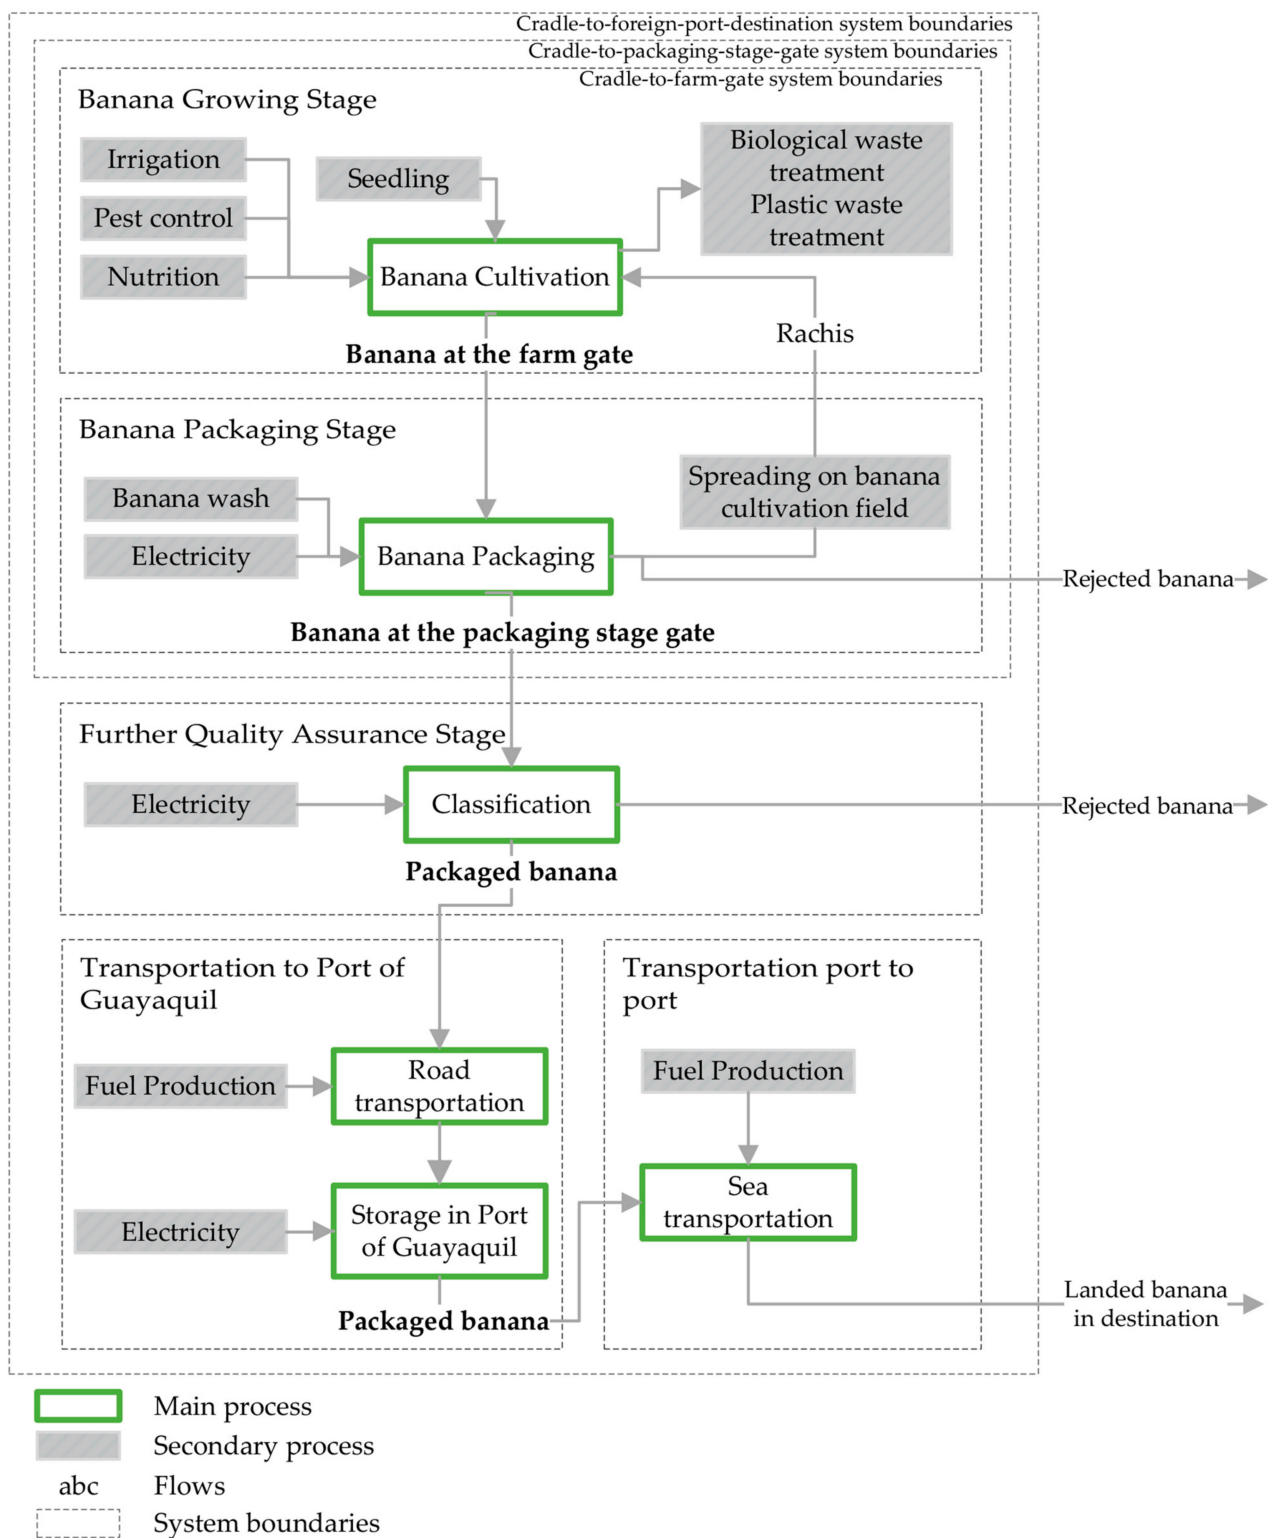 Cradle-to-foreign-port-destination system boundaries
Cradle-to-packaging-stage-gate system boundaries
Cradle-to-farm-gate system boundaries
Banana Growing Stage
Irrigation
Pest control
Nutrition
Seedling
Biological waste
treatment
Plastic waste
treatment
Banana Cultivation
Rachis
Banana at the farm gate
Banana Packaging Stage
Banana wash
Electricity
Banana Packaging
Spreading on banana
cultivation field
Rejected banana
Banana at the packaging stage gate
Further Quality Assurance Stage
Electricity
Classification
Rejected banana
Packaged banana
Transportation to Port of
Guayaquil
Fuel Production
Road
transportation
Electricity
Storage in Port
of Guayaquil
Packaged banana
Transportation port to
port
Fuel Production
Sea
transportation
Landed banana
in destination
Main process
Secondary process
abc Flows
System boundaries